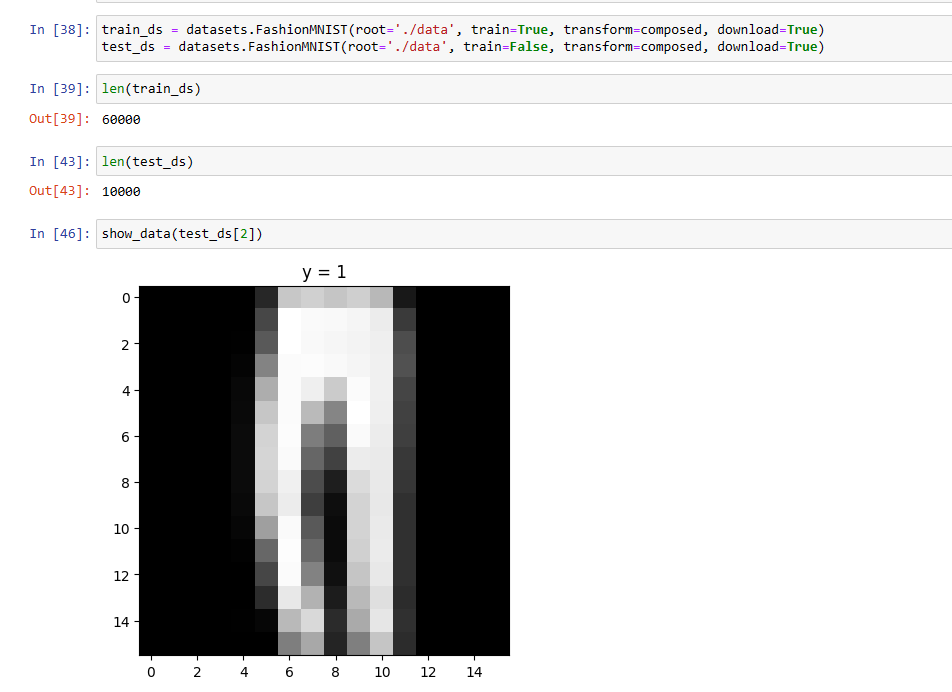 In [38]: train_ds = datasets.FashionMNIST(root='./data', train=True, transform=composed, download=True)
test_ds = datasets.FashionMNIST(root='./data', train=False, transform=composed, download=True)
In [39]: len(train_ds)
Out[39]: 60000
In [43]: len(test_ds)
Out[43]: 10000
In [46]: show_data(test_ds[2])
y = 1
0
2
4
6
8
10
12
14
0 2 4 6 8 10 12 14